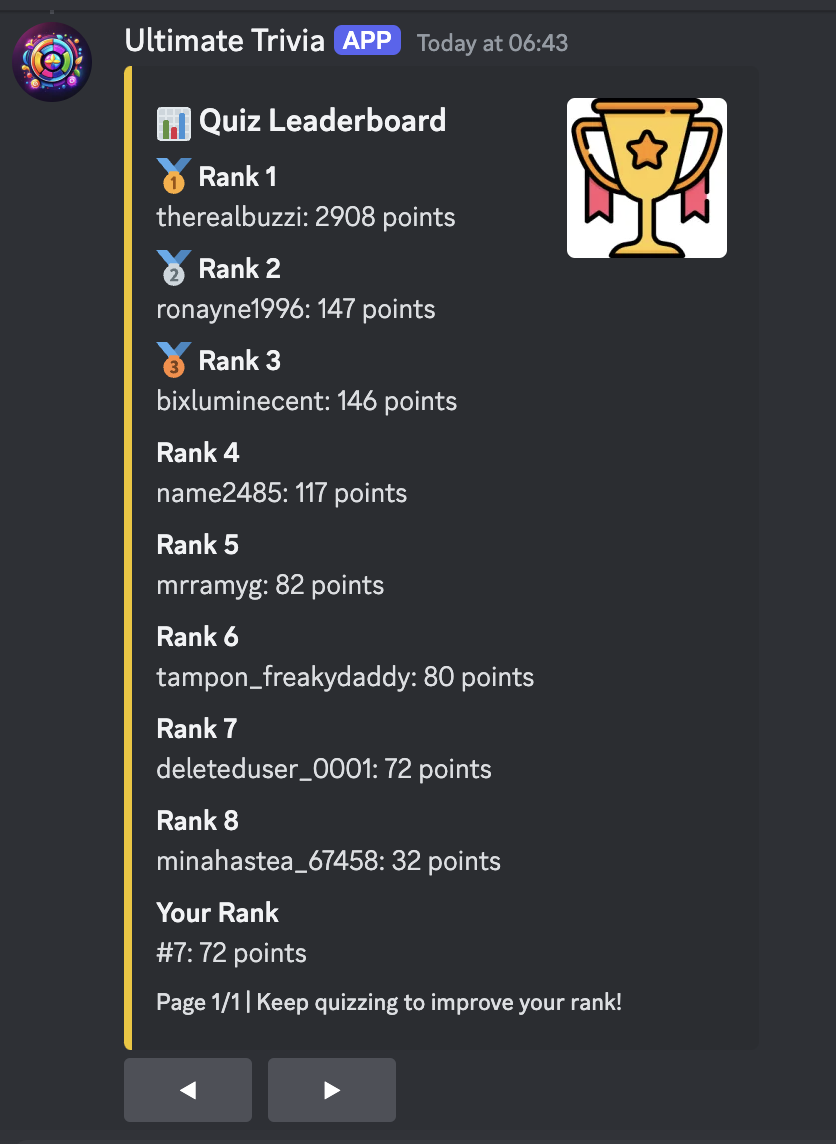 Ultimate Trivia APP Today at 06:43
Quiz Leaderboard
1 Rank 1
therealbuzzi: 2908 points
2 Rank 2
ronayne1996: 147 points
3 Rank 3
bixluminecent: 146 points
Rank 4
name2485: 117 points
Rank 5
mrramyg: 82 points
Rank 6
tampon_freakydaddy: 80 points
Rank 7
deleteduser_0001: 72 points
Rank 8
minahastea_67458: 32 points
Your Rank
#7: 72 points
Page 1/1 | Keep quizzing to improve your rank!